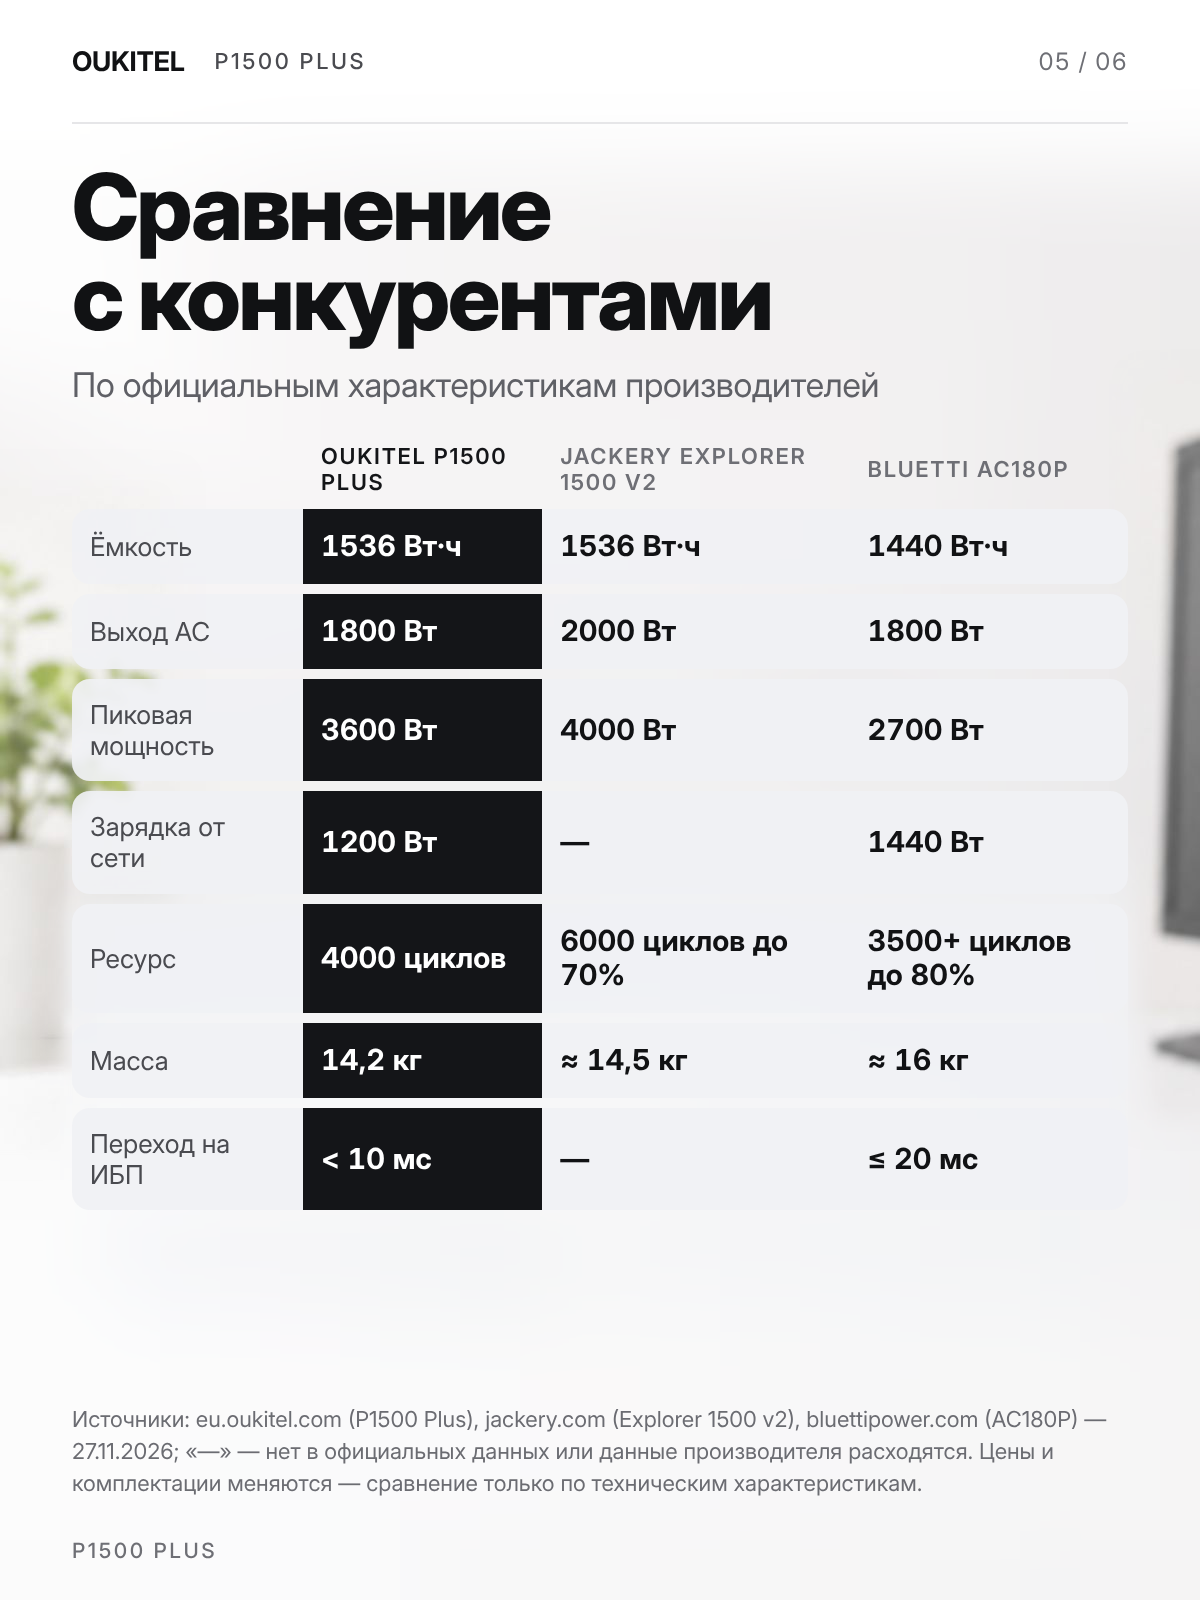 OUKITEL P1500 PLUS 05 / 06
Сравнение
с конкурентами
По официальным характеристикам производителей
OUKITEL P1500 PLUS JACKERY EXPLORER 1500 V2 BLUETTI AC180P
Ёмкость 1536 Вт·ч 1536 Вт·ч 1440 Вт·ч
Выход AC 1800 Вт 2000 Вт 1800 Вт
Пиковая мощность 3600 Вт 4000 Вт 2700 Вт
Зарядка от сети 1200 Вт — 1440 Вт
Ресурс 4000 циклов 6000 циклов до 70% 3500+ циклов до 80%
Масса 14,2 кг ≈ 14,5 кг ≈ 16 кг
Переход на ИБП < 10 мс — ≤ 20 мс
Источники: eu.oukitel.com (P1500 Plus), jackery.com (Explorer 1500 v2), bluettipower.com (AC180P) —
27.11.2026; «—» — нет в официальных данных или данные производителя расходятся. Цены и
комплектации меняются — сравнение только по техническим характеристикам.
P1500 PLUS